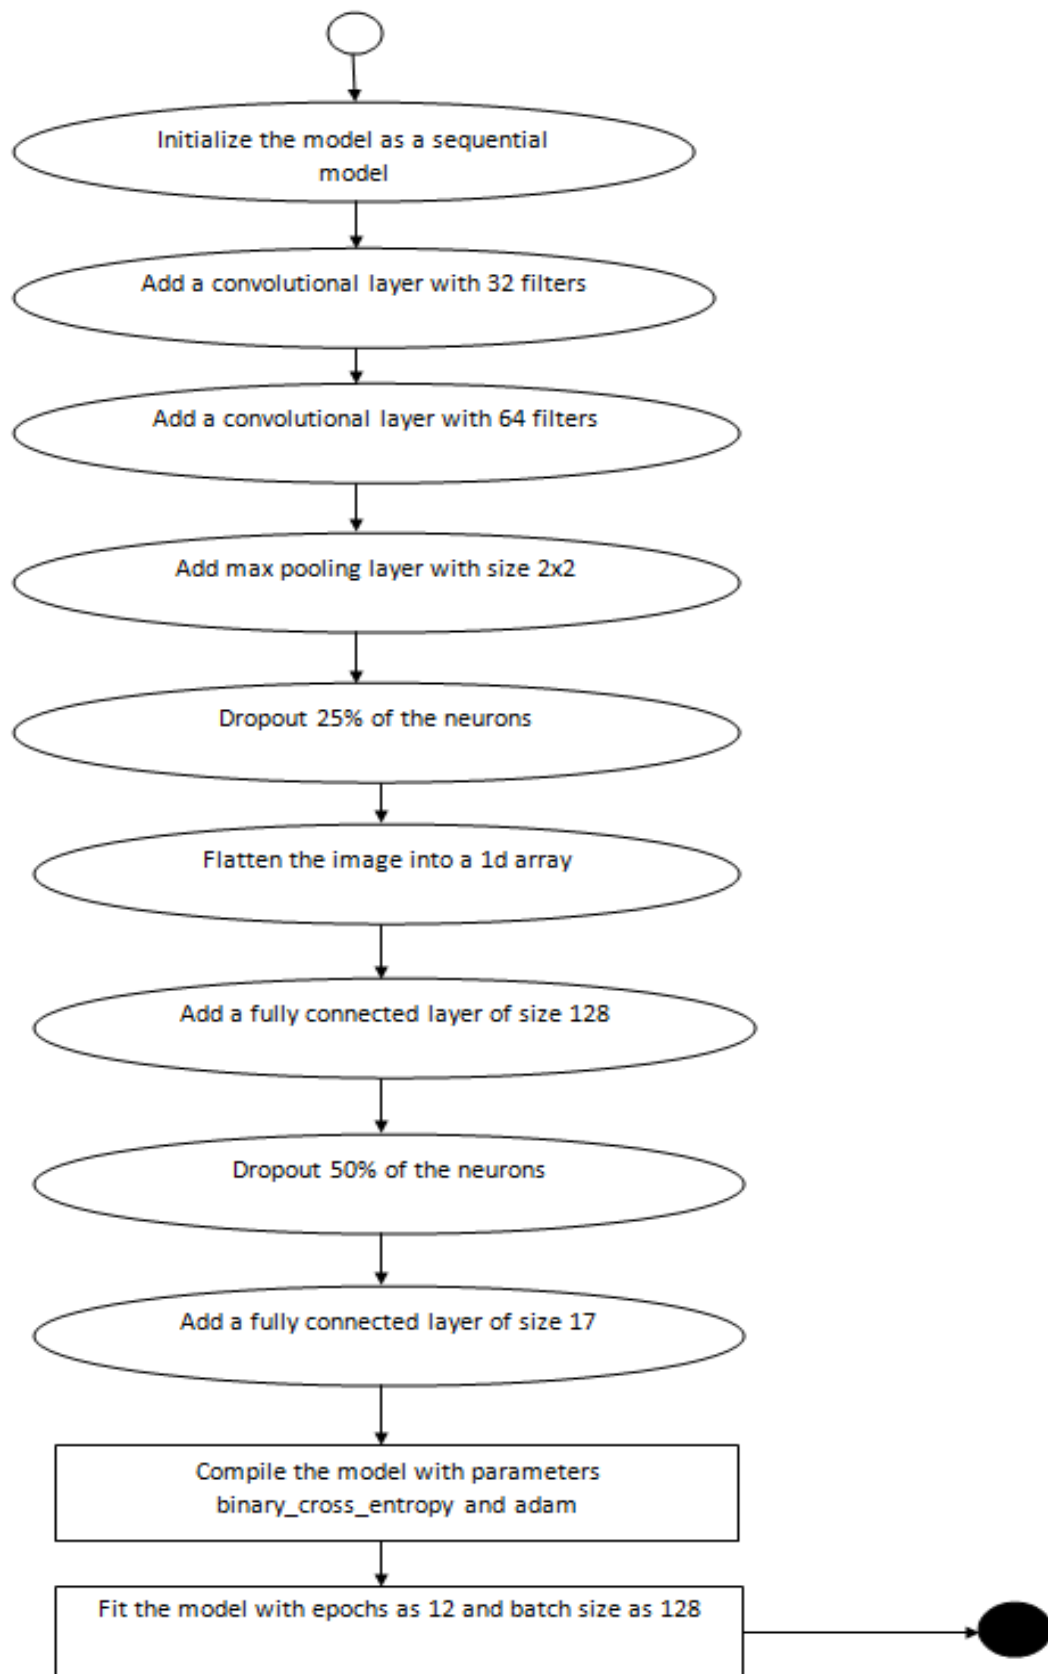 Initialize the model as a sequential
model
Add a convolutional layer with 32 filters
Add a convolutional layer with 64 filters
Add max pooling layer with size 2x2
Dropout 25% of the neurons
Flatten the image into a 1d array
Add a fully connected layer of size 128
Dropout 50% of the neurons
Add a fully connected layer of size 17
Compile the model with parameters
binary_cross_entropy and adam
Fit the model with epochs as 12 and batch size as 128